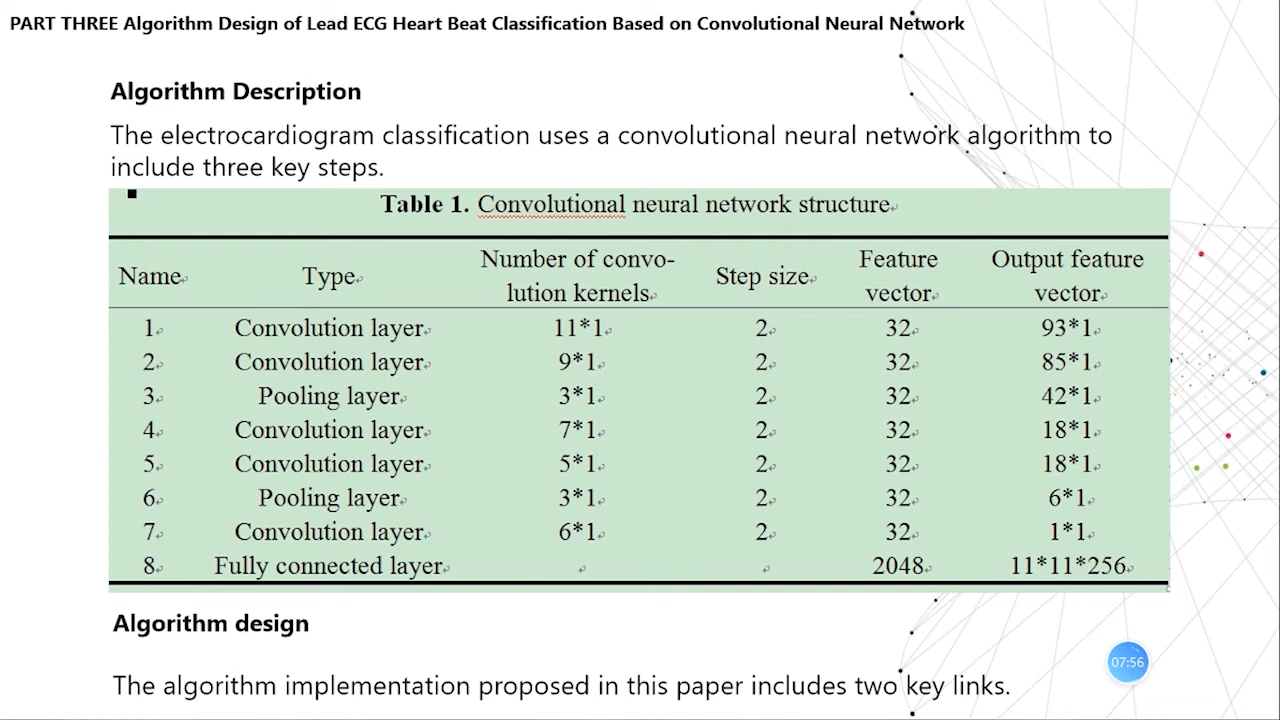 PART THREE Algorithm Design of Lead ECG Heart Beat Classification Based on Convolutional Neural Network
Algorithm Description
The electrocardiogram classification uses a convolutional neural network algorithm to
include three key steps.
Table 1. Convolutional neural network structure
Name Type Number of convo-lution kernels Step size Feature vector Output feature vector
1 Convolution layer 11*1 2 32 93*1
2 Convolution layer 9*1 2 32 85*1
3 Pooling layer 3*1 2 32 42*1
4 Convolution layer 7*1 2 32 18*1
5 Convolution layer 5*1 2 32 18*1
6 Pooling layer 3*1 2 32 6*1
7 Convolution layer 6*1 2 32 1*1
8 Fully connected layer 2048 11*11*256
Algorithm design
07:56
The algorithm implementation proposed in this paper includes two key links.